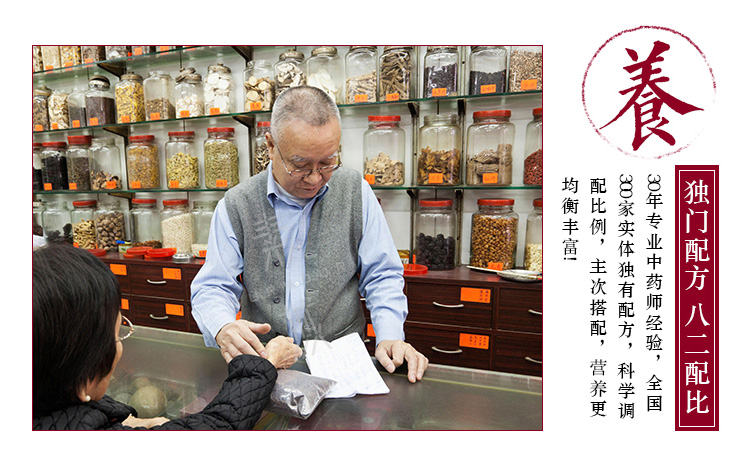 養
独门配方 八二配比
30年专业中药师经验，全国
300家实体独有配方，科学调
配比例，主次搭配，营养更
均衡丰富!